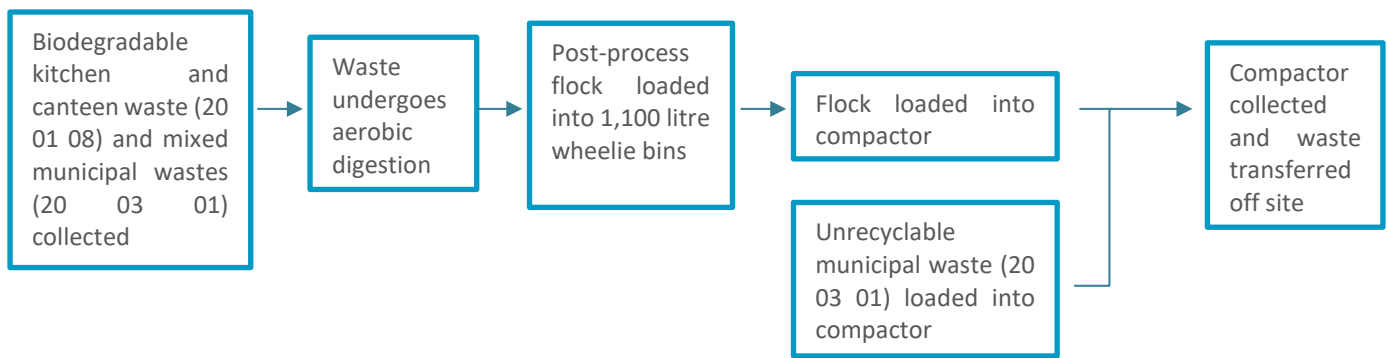 Biodegradable
kitchen and
canteen waste (20
01 08) and mixed
municipal wastes
(20 03 01)
collected
Waste
undergoes
aerobic
digestion
Post-process
flock loaded
into 1,100 litre
wheelie bins
Flock loaded into
compactor
Unrecyclable
municipal waste (20
03 01) loaded into
compactor
Compactor
collected
and waste
transferred
off site